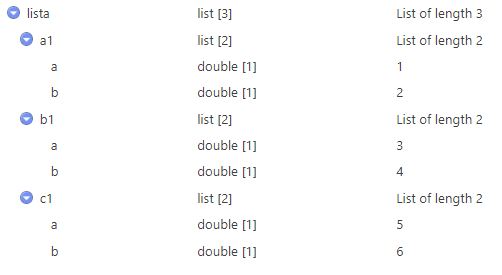 lista list [3] List of length 3
a1 list [2] List of length 2
a double [1] 1
b double [1] 2
b1 list [2] List of length 2
a double [1] 3
b double [1] 4
c1 list [2] List of length 2
a double [1] 5
b double [1] 6